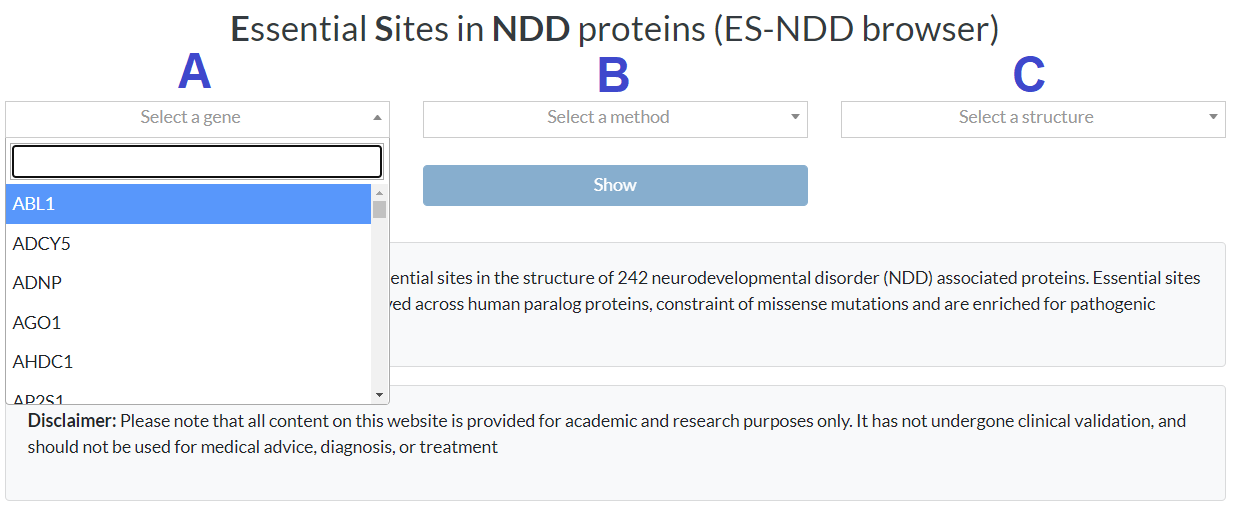 Essential Sites in NDD proteins (ES-NDD browser)
A
B
C
Select a gene
Select a method
Select a structure
Show
ABL1
ADCY5
ADNP
AGO1
AHDC1
AP2S1
ential sites in the structure of 242 neurodevelopmental disorder (NDD) associated proteins. Essential sites
ved across human paralog proteins, constraint of missense mutations and are enriched for pathogenic
Disclaimer: Please note that all content on this website is provided for academic and research purposes only. It has not undergone clinical validation, and
should not be used for medical advice, diagnosis, or treatment